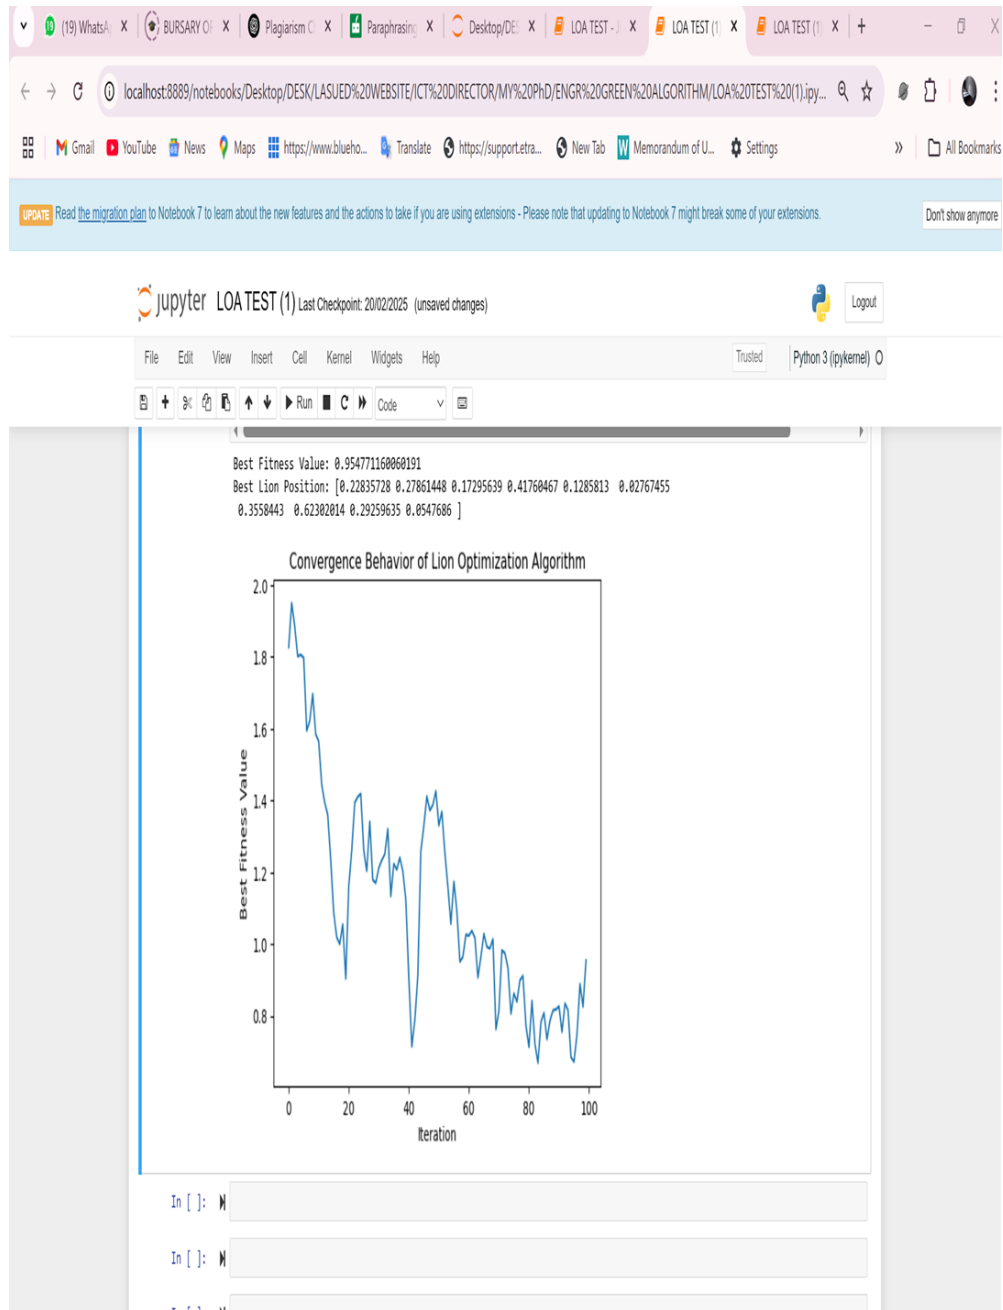 (19) WhatsA
BURSARY OF
Plagiarism C
Paraphrasing
Desktop/DE
LOA TEST - J
LOA TEST (1)
LOA TEST (1)
localhost:8889/notebooks/Desktop/DESK/LASUED%20WEBSITE/ICT%20DIRECTOR/MY%20PhD/ENGR%20GREEN%20ALGORITHM/LOA%20TEST%20(1).ipy...
Gmail YouTube News Maps https://www.blueho... Translate https://support.etra... New Tab Memorandum of U... Settings » All Bookmarks
UPDATE Read the migration plan to Notebook 7 to learn about the new features and the actions to take if you are using extensions - Please note that updating to Notebook 7 might break some of your extensions. Don't show anymore
jupyter LOA TEST (1) Last Checkpoint: 20/02/2025 (unsaved changes) Logout
File Edit View Insert Cell Kernel Widgets Help Trusted Python 3 (ipykernel)
Run Code
Best Fitness Value: 0.954771160060191
Best Lion Position: [0.22835728 0.27861448 0.17295639 0.41760467 0.1285813 0.02767455
0.3558443 0.62302014 0.29259635 0.0547686 ]
Convergence Behavior of Lion Optimization Algorithm
2.0
1.8
1.6
1.4
1.2
1.0
0.8
Best Fitness Value
0 20 40 60 80 100
Iteration
In [ ]:
In [ ]: